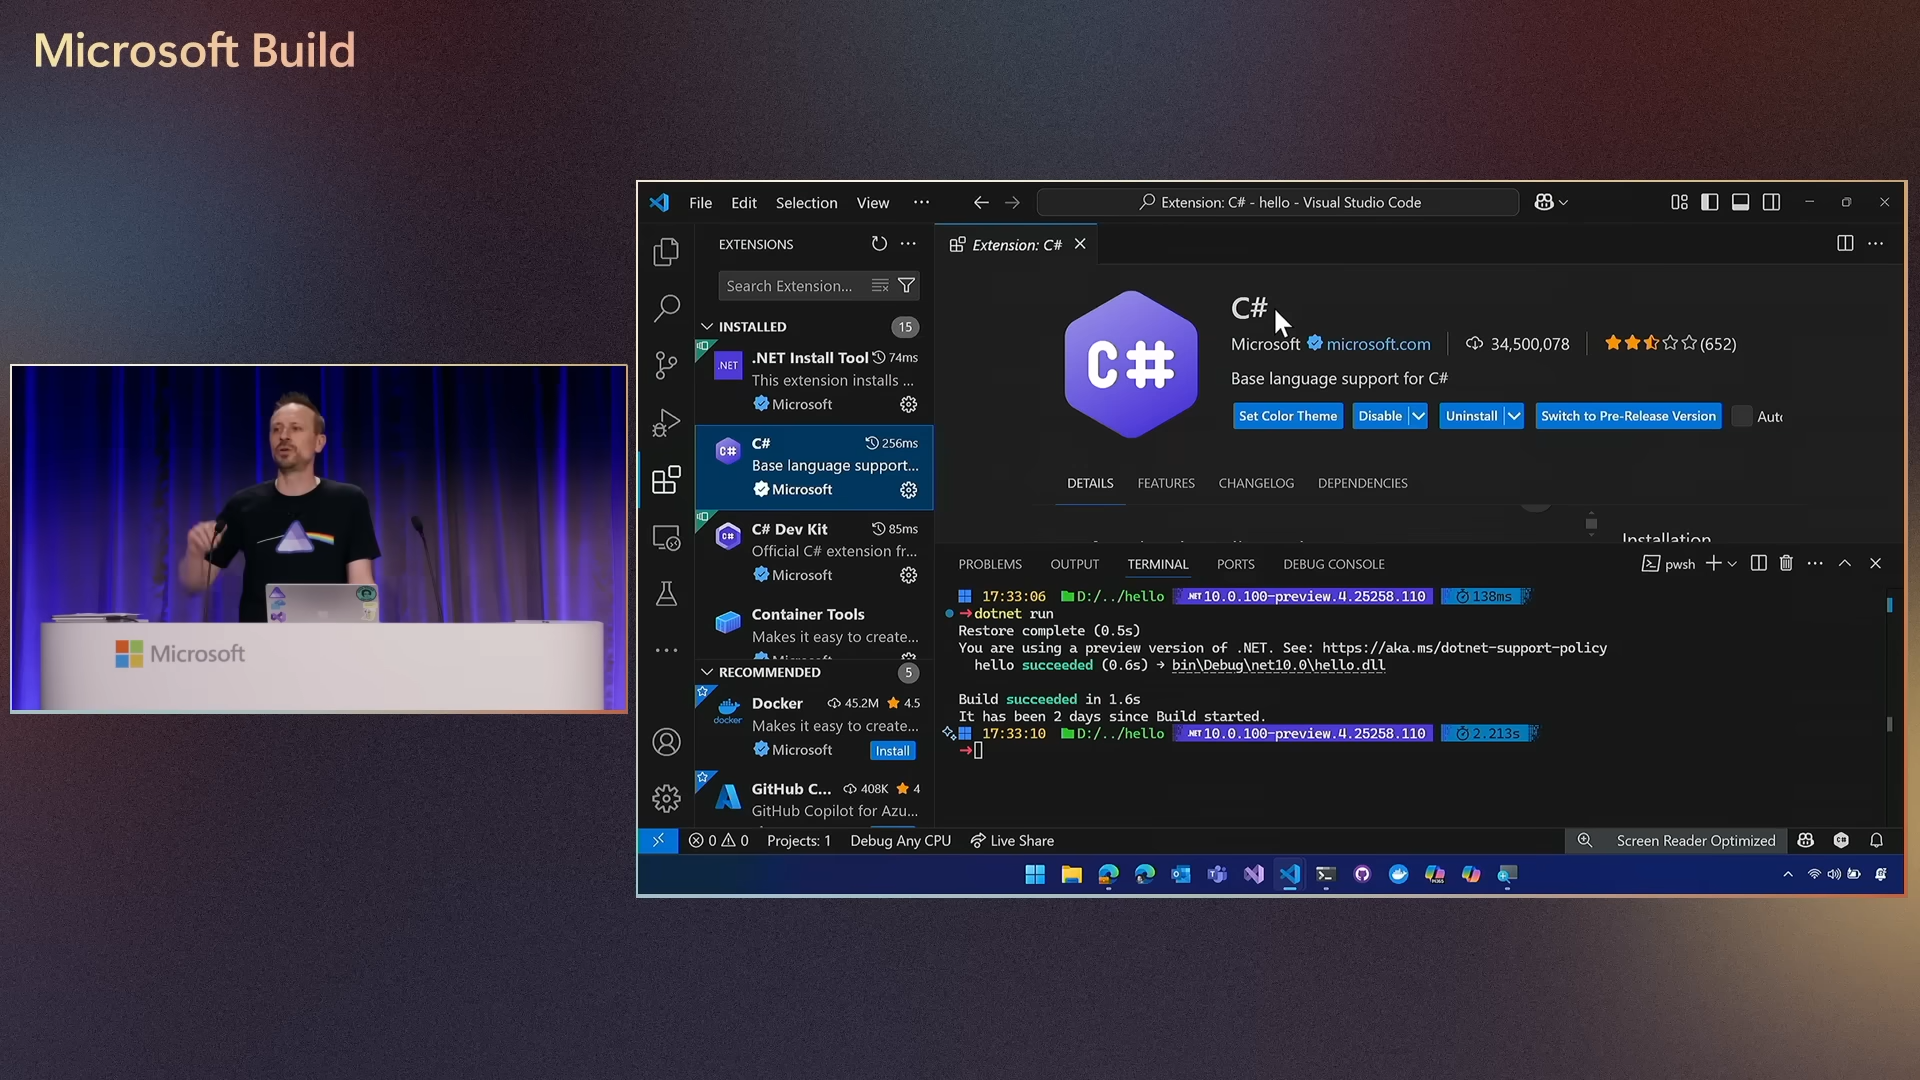 Microsoft Build
File Edit Selection View ···
Extension: C# - hello - Visual Studio Code
EXTENSIONS
Search Extension...
INSTALLED 15
.NET
.NET Install Tool 74ms
This extension installs ...
Microsoft
C#
C# 256ms
Base language support...
Microsoft
C#
C# Dev Kit 85ms
Official C# extension fr...
Microsoft
Container Tools
Makes it easy to create...
RECOMMENDED 5
docker
Docker 45.2M 4.5
Makes it easy to create...
Microsoft Install
GitHub C... 408K 4
GitHub Copilot for Azu...
Extension: C#
C#
C#
Microsoft microsoft.com 34,500,078 (652)
Base language support for C#
Set Color Theme Disable Uninstall Switch to Pre-Release Version Auto
DETAILS FEATURES CHANGELOG DEPENDENCIES
Installation
PROBLEMS OUTPUT TERMINAL PORTS DEBUG CONSOLE pwsh
17:33:06 D:/../hello .NET 10.0.100-preview.4.25258.110 138ms
dotnet run
Restore complete (0.5s)
You are using a preview version of .NET. See: https://aka.ms/dotnet-support-policy
hello succeeded (0.6s) → bin\Debug\net10.0\hello.dll
Build succeeded in 1.6s
It has been 2 days since Build started.
17:33:10 D:/../hello .NET 10.0.100-preview.4.25258.110 2.213s
0 0 Projects: 1 Debug Any CPU Live Share Screen Reader Optimized
Microsoft